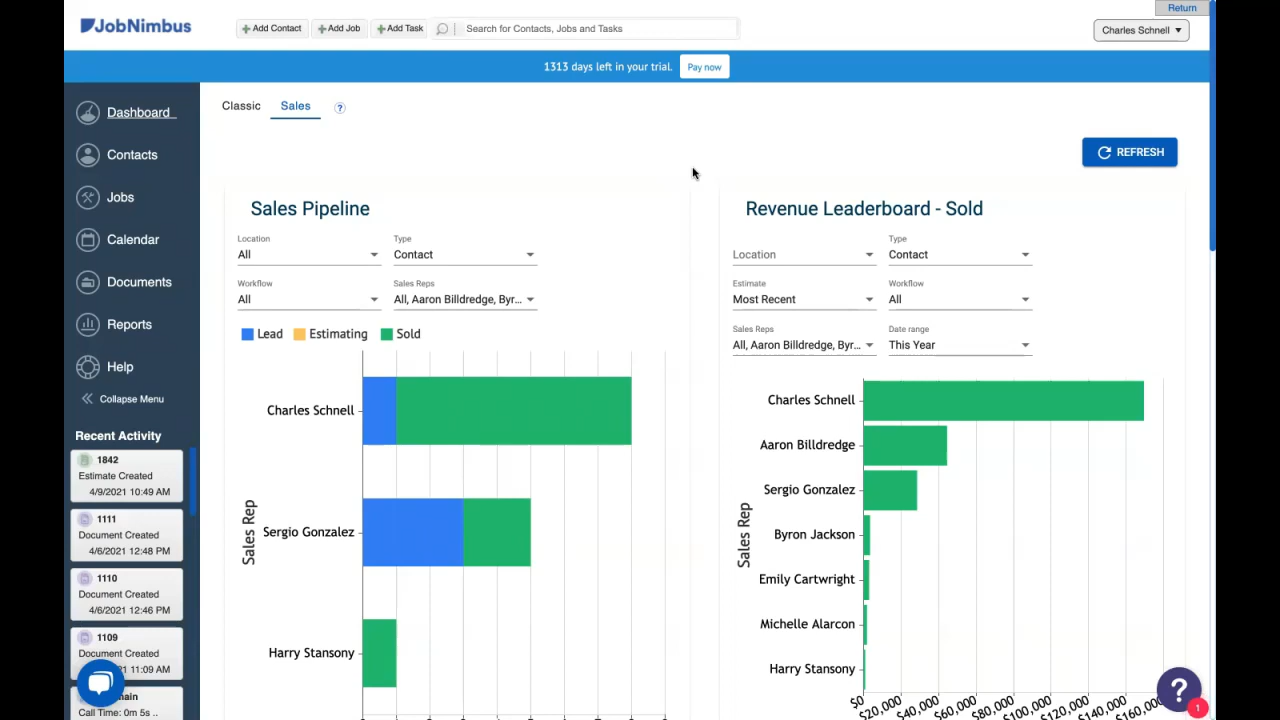 Return
JobNimbus
Add Contact
Add Job
Add Task
Search for Contacts, Jobs and Tasks
Charles Schnell
1313 days left in your trial.
Pay now
Dashboard
Contacts
Jobs
Calendar
Documents
Reports
Help
Collapse Menu
Recent Activity
1842
Estimate Created
4/9/2021 10:49 AM
1111
Document Created
4/6/2021 12:48 PM
1110
Document Created
4/6/2021 12:46 PM
1109
Document Created
11:09 AM
Call Time: 0m 5s ..
Classic
Sales
?
REFRESH
Sales Pipeline
Location
All
Type
Contact
Workflow
All
Sales Reps
All, Aaron Billdredge, Byr...
Lead
Estimating
Sold
Sales Rep
Charles Schnell
Sergio Gonzalez
Harry Stansony
Revenue Leaderboard - Sold
Location
Type
Contact
Estimate
Most Recent
Workflow
All
Sales Reps
All, Aaron Billdredge, Byr...
Date range
This Year
Sales Rep
Charles Schnell
Aaron Billdredge
Sergio Gonzalez
Byron Jackson
Emily Cartwright
Michelle Alarcon
Harry Stansony
$0
$20,000
$40,000
$60,000
$80,000
$100,000
$120,000
$140,000
$160,000
?
1